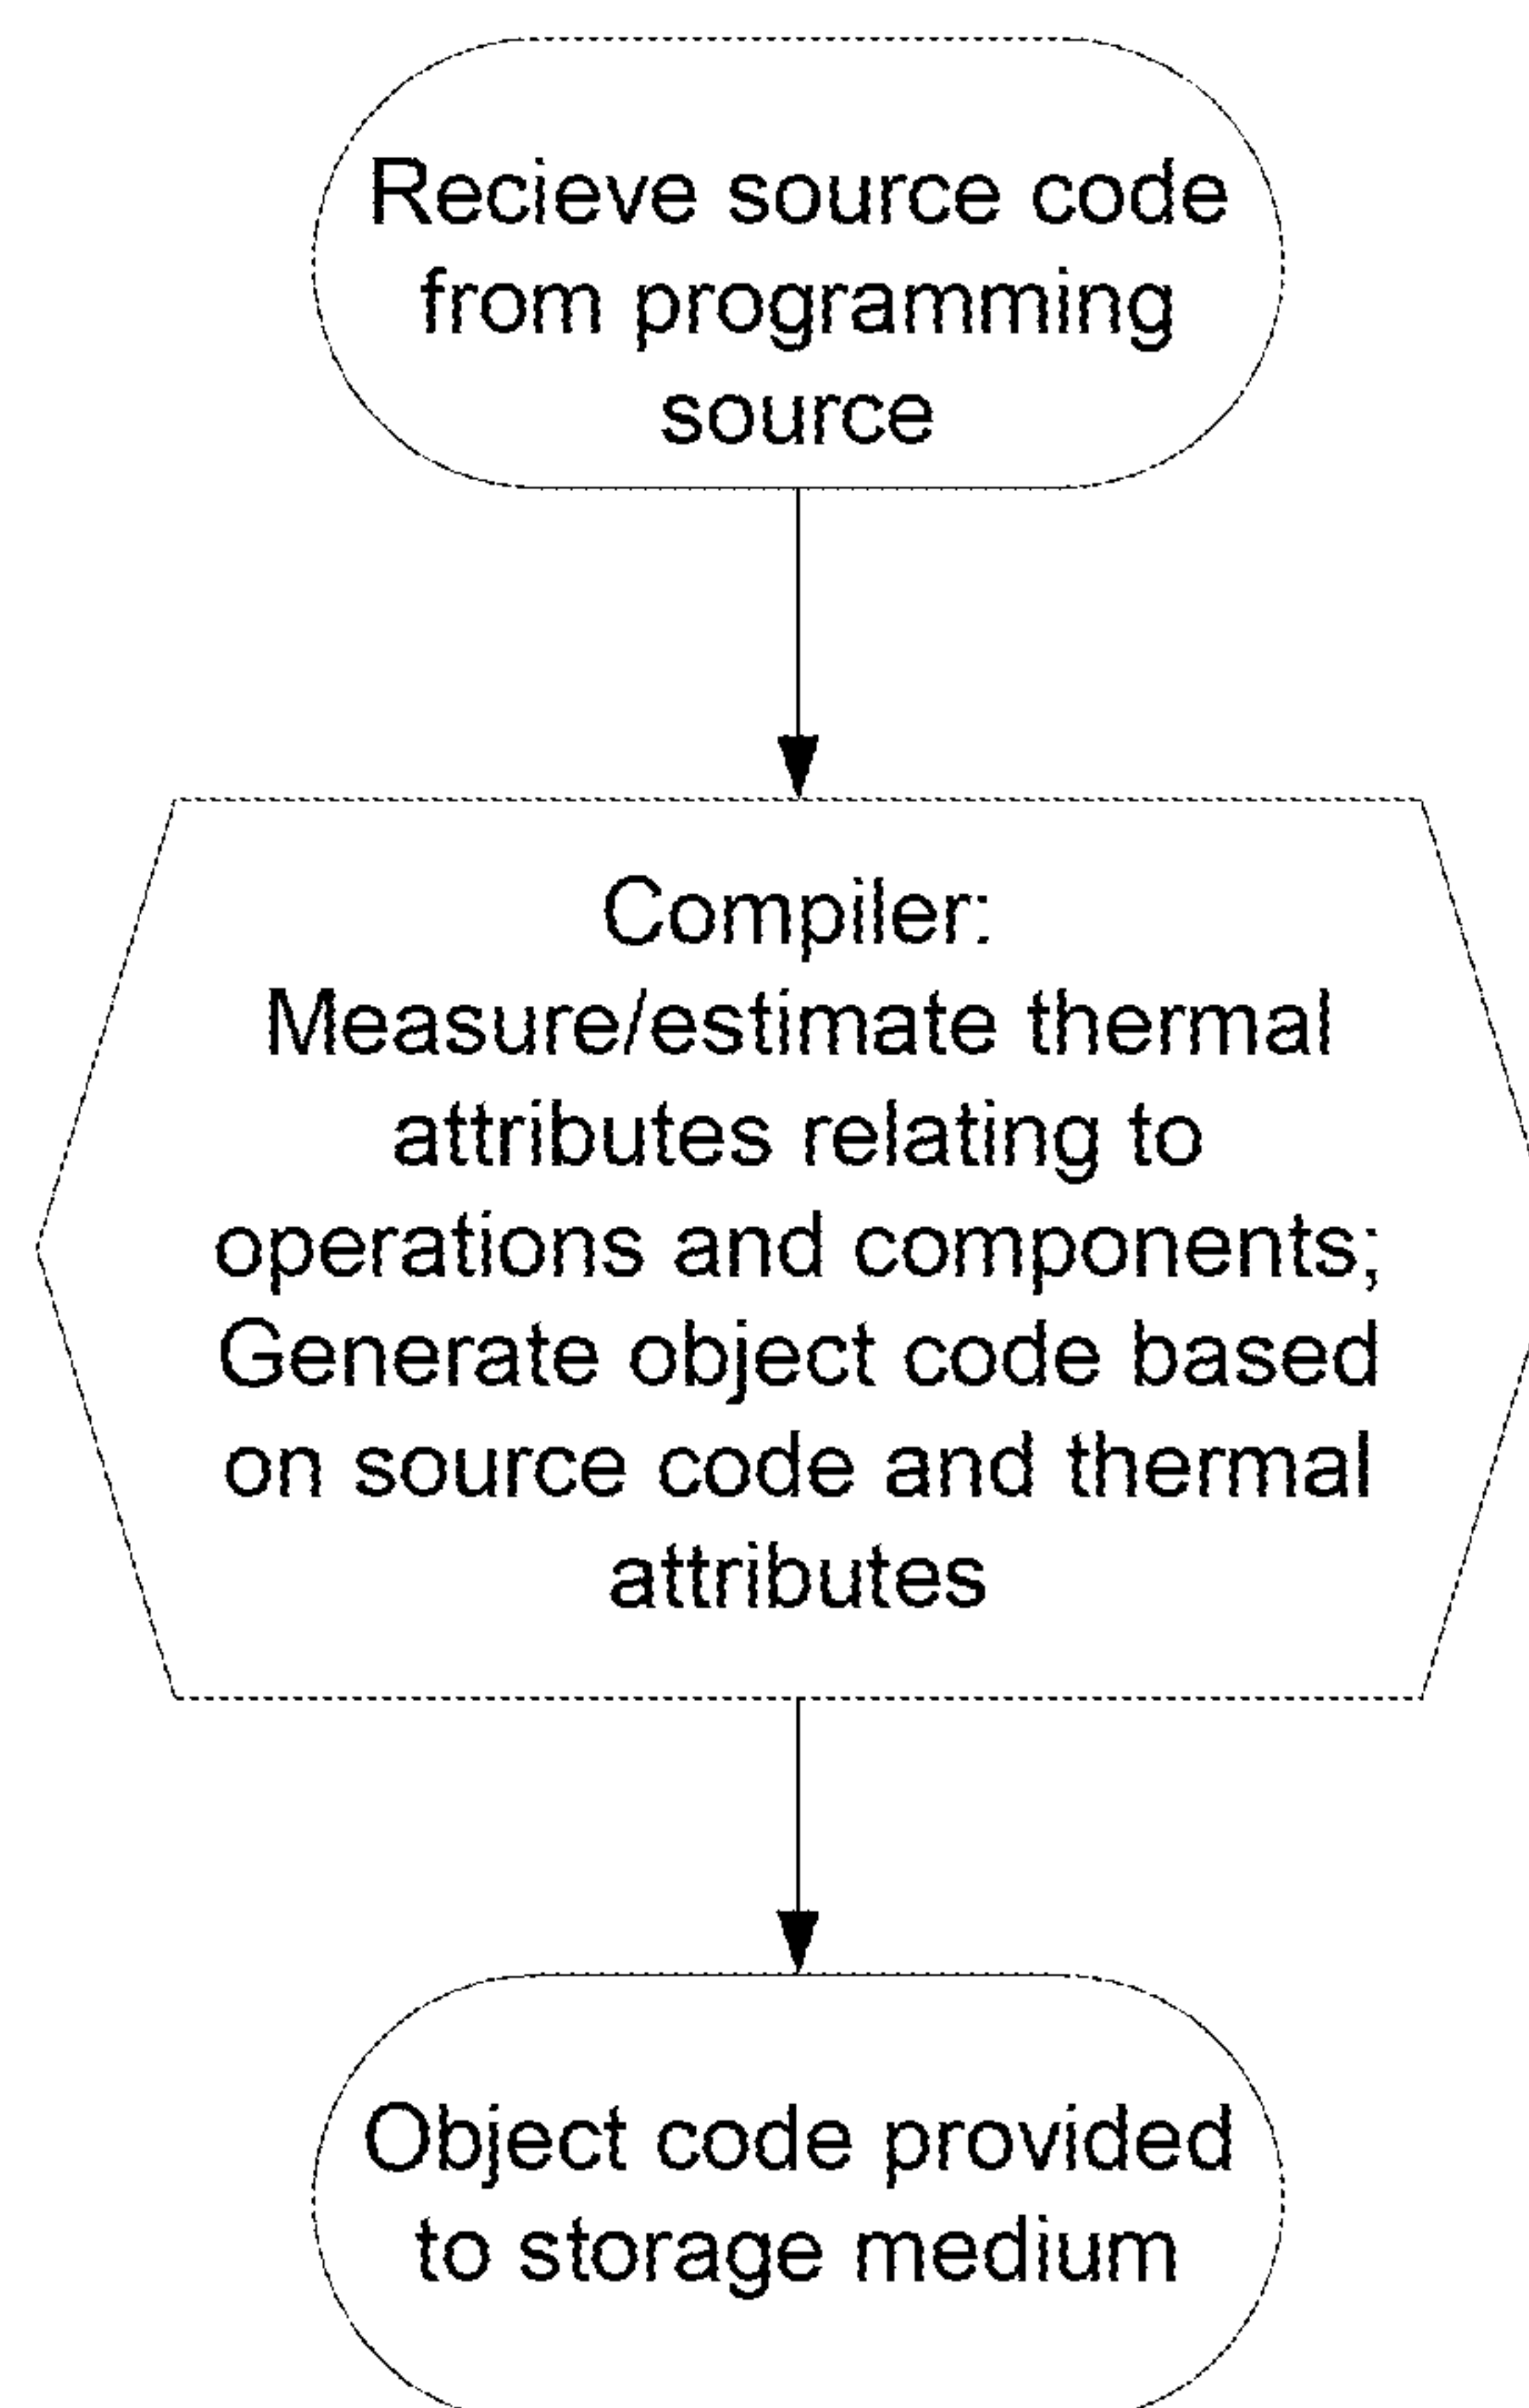 Recieve source code
from programming
source
Compiler:
Measure/estimate thermal
attributes relating to
operations and components;
Generate object code based
on source code and thermal
attributes
Object code provided
to storage medium